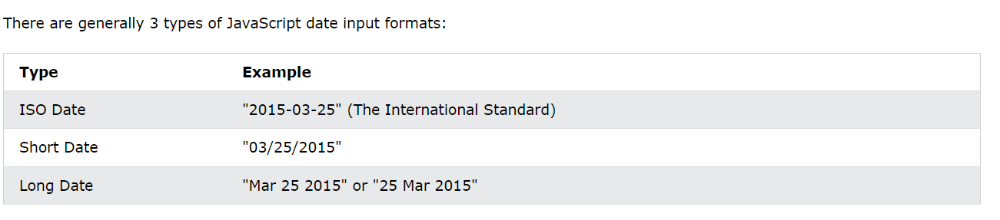 There are generally 3 types of JavaScript date input formats:
Type Example
ISO Date "2015-03-25" (The International Standard)
Short Date "03/25/2015"
Long Date "Mar 25 2015" or "25 Mar 2015"